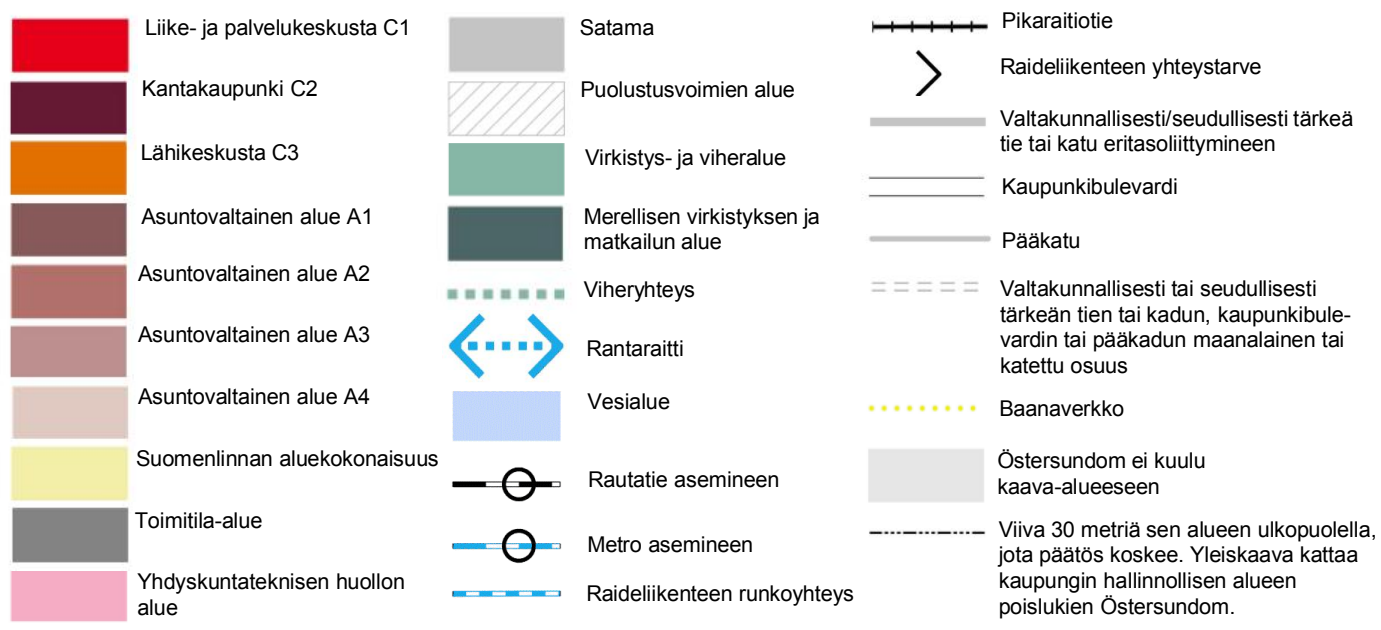 Liike- ja palvelukeskusta C1
Kantakaupunki C2
Lähikeskusta C3
Asuntovaltainen alue A1
Asuntovaltainen alue A2
Asuntovaltainen alue A3
Asuntovaltainen alue A4
Suomenlinnan aluekokonaisuus
Toimitila-alue
Yhdyskuntateknisen huollon
alue
Satama
Puolustusvoimien alue
Virkistys- ja viheralue
Merellisen virkistyksen ja
matkailun alue
Viheryhteys
Rantaraitti
Vesialue
Rautatie asemineen
Metro asemineen
Raideliikenteen runkoyhteys
Pikaraitiotie
Raideliikenteen yhteystarve
Valtakunnallisesti/seudullisesti tärkeä
tie tai katu eritasoliittymineen
Kaupunkibulevardi
Pääkatu
Valtakunnallisesti tai seudullisesti
tärkeän tien tai kadun, kaupunkibule-
vardin tai pääkadun maanalainen tai
katettu osuus
Baanaverkko
Östersundom ei kuulu
kaava-alueeseen
Viiva 30 metriä sen alueen ulkopuolella,
jota päätös koskee. Yleiskaava kattaa
kaupungin hallinnollisen alueen
poislukien Östersundom.